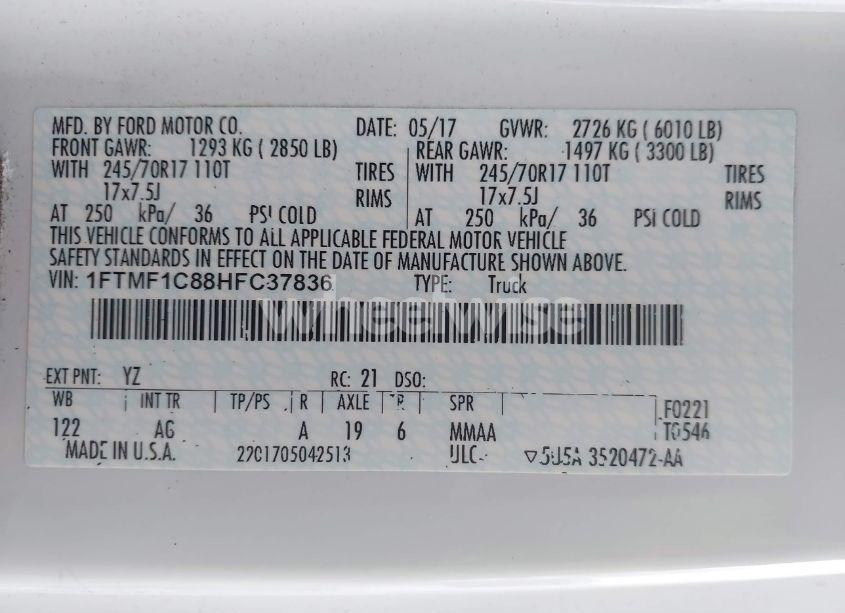 MFD. BY FORD MOTOR CO. DATE: 05/17 GVWR: 2726 KG ( 6010 LB)
FRONT GAWR: 1293 KG ( 2850 LB) REAR GAWR: 1497 KG ( 3300 LB)
WITH 245/70R17 110T TIRES WITH 245/70R17 110T TIRES
17x7.5J RIMS 17x7.5J RIMS
AT 250 kPa/ 36 PSI COLD AT 250 kPa/ 36 PSI COLD
THIS VEHICLE CONFORMS TO ALL APPLICABLE FEDERAL MOTOR VEHICLE
SAFETY STANDARDS IN EFFECT ON THE DATE OF MANUFACTURE SHOWN ABOVE.
VIN: 1FTMF1C88HFC37836 TYPE: Truck
wheelwise
EXT PNT: YZ RC: 21 DSO:
WB INT TR TP/PS R AXLE SPR F0221
122 AG A 19 6 MMAA T0546
MADE IN U.S.A. 2201705042513 ULC 5U5A 3520472-AA